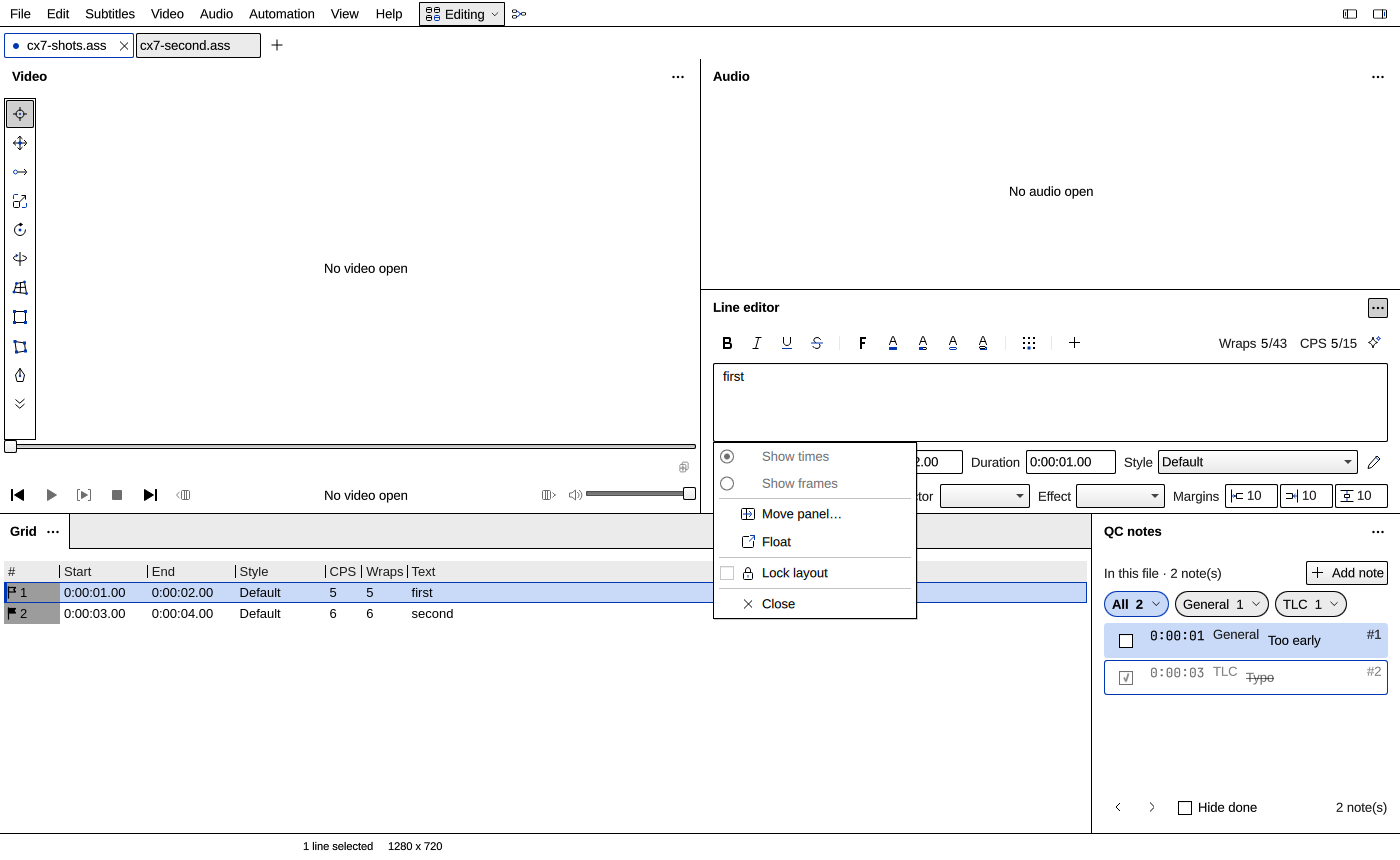 File Edit Subtitles Video Audio Automation View Help Editing
cx7-shots.ass cx7-second.ass
Video
No video open
No video open
Audio
No audio open
Line editor
B I U S F A A A A Wraps 5/43 CPS 5/15
first
2.00 Duration 0:00:01.00 Style Default
tor Effect Margins 10 10 10
Show times
Show frames
Move panel…
Float
Lock layout
Close
Grid
# Start End Style CPS Wraps Text
1 0:00:01.00 0:00:02.00 Default 5 5 first
2 0:00:03.00 0:00:04.00 Default 6 6 second
QC notes
In this file · 2 note(s) Add note
All 2 General 1 TLC 1
0:00:01 General Too early #1
0:00:03 TLC Typo #2
Hide done 2 note(s)
1 line selected 1280 x 720